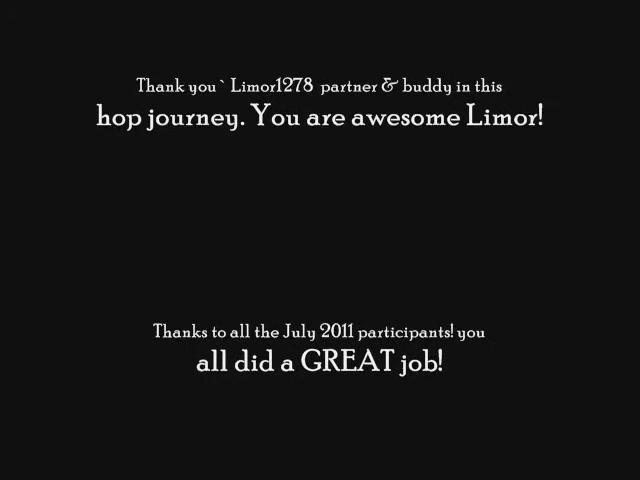 Thank you ` Limor1278 partner & buddy in this
hop journey. You are awesome Limor!
Thanks to all the July 2011 participants! you
all did a GREAT job!